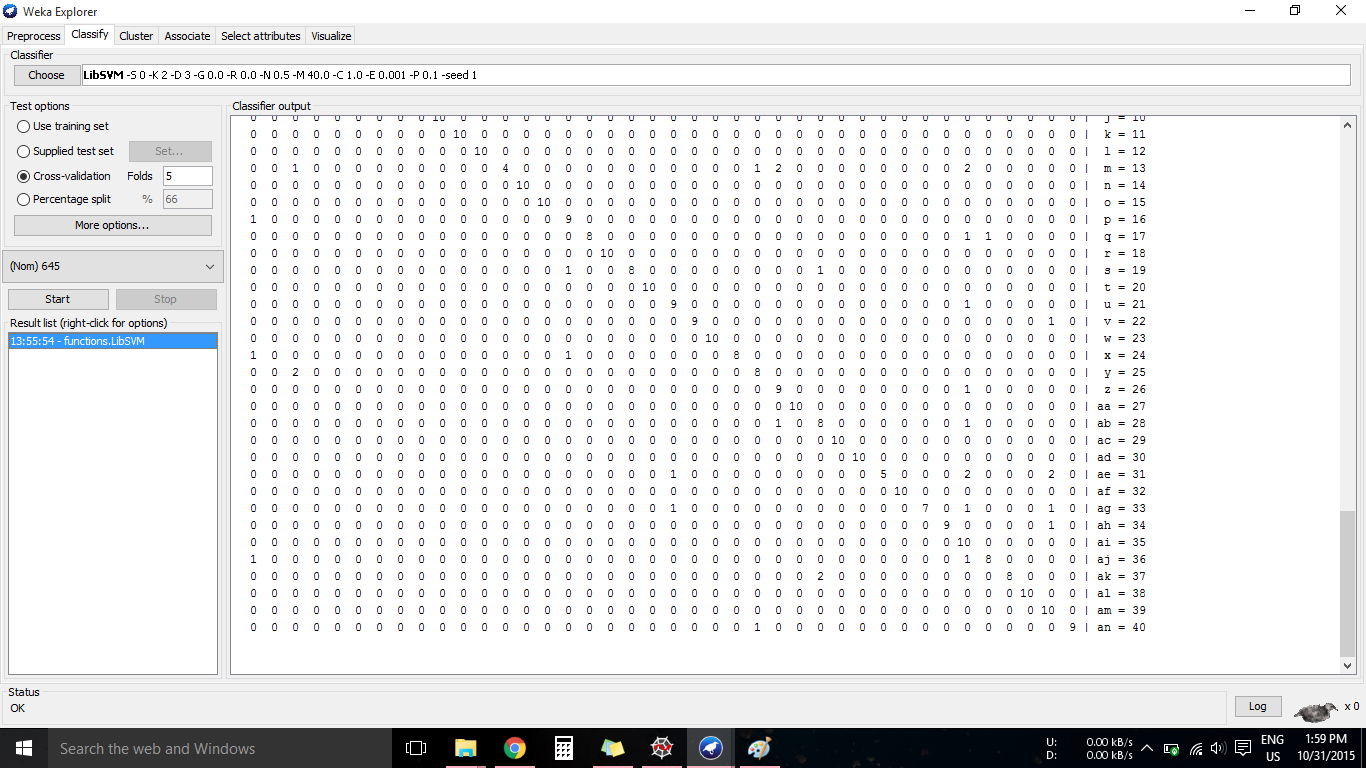 Weka Explorer
Preprocess Classify Cluster Associate Select attributes Visualize
Classifier
Choose LibSVM -S 0 -K 2 -D 3 -G 0.0 -R 0.0 -N 0.5 -M 40.0 -C 1.0 -E 0.001 -P 0.1 -seed 1
Test options
Use training set
Supplied test set Set...
Cross-validation Folds 5
Percentage split % 66
More options...
(Nom) 645
Start Stop
Result list (right-click for options)
13:55:54 - functions.LibSVM
Classifier output
0 0 0 0 0 0 0 0 0 10 0 0 0 0 0 0 0 0 0 0 0 0 0 0 0 0 0 0 0 0 0 0 0 0 0 0 0 0 0 0 | j = 10
0 0 0 0 0 0 0 0 0 0 10 0 0 0 0 0 0 0 0 0 0 0 0 0 0 0 0 0 0 0 0 0 0 0 0 0 0 0 0 0 | k = 11
0 0 0 0 0 0 0 0 0 0 0 10 0 0 0 0 0 0 0 0 0 0 0 0 0 0 0 0 0 0 0 0 0 0 0 0 0 0 0 0 | l = 12
0 0 1 0 0 0 0 0 0 0 0 0 4 0 0 0 0 0 0 0 0 0 0 0 1 2 0 0 0 0 0 0 0 0 2 0 0 0 0 0 | m = 13
0 0 0 0 0 0 0 0 0 0 0 0 0 10 0 0 0 0 0 0 0 0 0 0 0 0 0 0 0 0 0 0 0 0 0 0 0 0 0 0 | n = 14
0 0 0 0 0 0 0 0 0 0 0 0 0 0 10 0 0 0 0 0 0 0 0 0 0 0 0 0 0 0 0 0 0 0 0 0 0 0 0 0 | o = 15
1 0 0 0 0 0 0 0 0 0 0 0 0 0 0 9 0 0 0 0 0 0 0 0 0 0 0 0 0 0 0 0 0 0 0 0 0 0 0 0 | p = 16
0 0 0 0 0 0 0 0 0 0 0 0 0 0 0 0 8 0 0 0 0 0 0 0 0 0 0 0 0 0 0 0 0 0 1 1 0 0 0 0 | q = 17
0 0 0 0 0 0 0 0 0 0 0 0 0 0 0 0 0 10 0 0 0 0 0 0 0 0 0 0 0 0 0 0 0 0 0 0 0 0 0 0 | r = 18
0 0 0 0 0 0 0 0 0 0 0 0 0 0 0 1 0 0 8 0 0 0 0 0 0 0 0 1 0 0 0 0 0 0 0 0 0 0 0 0 | s = 19
0 0 0 0 0 0 0 0 0 0 0 0 0 0 0 0 0 0 0 10 0 0 0 0 0 0 0 0 0 0 0 0 0 0 0 0 0 0 0 0 | t = 20
0 0 0 0 0 0 0 0 0 0 0 0 0 0 0 0 0 0 0 0 9 0 0 0 0 0 0 0 0 0 0 0 0 0 1 0 0 0 0 0 | u = 21
0 0 0 0 0 0 0 0 0 0 0 0 0 0 0 0 0 0 0 0 0 9 0 0 0 0 0 0 0 0 0 0 0 0 0 0 0 0 1 0 | v = 22
0 0 0 0 0 0 0 0 0 0 0 0 0 0 0 0 0 0 0 0 0 0 10 0 0 0 0 0 0 0 0 0 0 0 0 0 0 0 0 0 | w = 23
1 0 0 0 0 0 0 0 0 0 0 0 0 0 0 1 0 0 0 0 0 0 0 8 0 0 0 0 0 0 0 0 0 0 0 0 0 0 0 0 | x = 24
0 0 2 0 0 0 0 0 0 0 0 0 0 0 0 0 0 0 0 0 0 0 0 0 8 0 0 0 0 0 0 0 0 0 0 0 0 0 0 0 | y = 25
0 0 0 0 0 0 0 0 0 0 0 0 0 0 0 0 0 0 0 0 0 0 0 0 0 9 0 0 0 0 0 0 0 0 1 0 0 0 0 0 | z = 26
0 0 0 0 0 0 0 0 0 0 0 0 0 0 0 0 0 0 0 0 0 0 0 0 0 0 10 0 0 0 0 0 0 0 0 0 0 0 0 0 | aa = 27
0 0 0 0 0 0 0 0 0 0 0 0 0 0 0 0 0 0 0 0 0 0 0 0 0 1 0 8 0 0 0 0 0 0 1 0 0 0 0 0 | ab = 28
0 0 0 0 0 0 0 0 0 0 0 0 0 0 0 0 0 0 0 0 0 0 0 0 0 0 0 0 10 0 0 0 0 0 0 0 0 0 0 0 | ac = 29
0 0 0 0 0 0 0 0 0 0 0 0 0 0 0 0 0 0 0 0 0 0 0 0 0 0 0 0 0 10 0 0 0 0 0 0 0 0 0 0 | ad = 30
0 0 0 0 0 0 0 0 0 0 0 0 0 0 0 0 0 0 0 0 1 0 0 0 0 0 0 0 0 0 5 0 0 0 2 0 0 0 2 0 | ae = 31
0 0 0 0 0 0 0 0 0 0 0 0 0 0 0 0 0 0 0 0 0 0 0 0 0 0 0 0 0 0 0 10 0 0 0 0 0 0 0 0 | af = 32
0 0 0 0 0 0 0 0 0 0 0 0 0 0 0 0 0 0 0 0 1 0 0 0 0 0 0 0 0 0 0 0 7 0 1 0 0 0 1 0 | ag = 33
0 0 0 0 0 0 0 0 0 0 0 0 0 0 0 0 0 0 0 0 0 0 0 0 0 0 0 0 0 0 0 0 0 9 0 0 0 0 1 0 | ah = 34
0 0 0 0 0 0 0 0 0 0 0 0 0 0 0 0 0 0 0 0 0 0 0 0 0 0 0 0 0 0 0 0 0 0 10 0 0 0 0 0 | ai = 35
1 0 0 0 0 0 0 0 0 0 0 0 0 0 0 0 0 0 0 0 0 0 0 0 0 0 0 0 0 0 0 0 0 0 1 8 0 0 0 0 | aj = 36
0 0 0 0 0 0 0 0 0 0 0 0 0 0 0 0 0 0 0 0 0 0 0 0 0 0 0 2 0 0 0 0 0 0 0 0 8 0 0 0 | ak = 37
0 0 0 0 0 0 0 0 0 0 0 0 0 0 0 0 0 0 0 0 0 0 0 0 0 0 0 0 0 0 0 0 0 0 0 0 0 10 0 0 | al = 38
0 0 0 0 0 0 0 0 0 0 0 0 0 0 0 0 0 0 0 0 0 0 0 0 0 0 0 0 0 0 0 0 0 0 0 0 0 0 10 0 | am = 39
0 0 0 0 0 0 0 0 0 0 0 0 0 0 0 0 0 0 0 0 0 0 0 0 1 0 0 0 0 0 0 0 0 0 0 0 0 0 0 9 | an = 40
Status
OK
Log x 0
Search the web and Windows
U: 0.00 kB/s
D: 0.00 kB/s
ENG
US
1:59 PM
10/31/2015